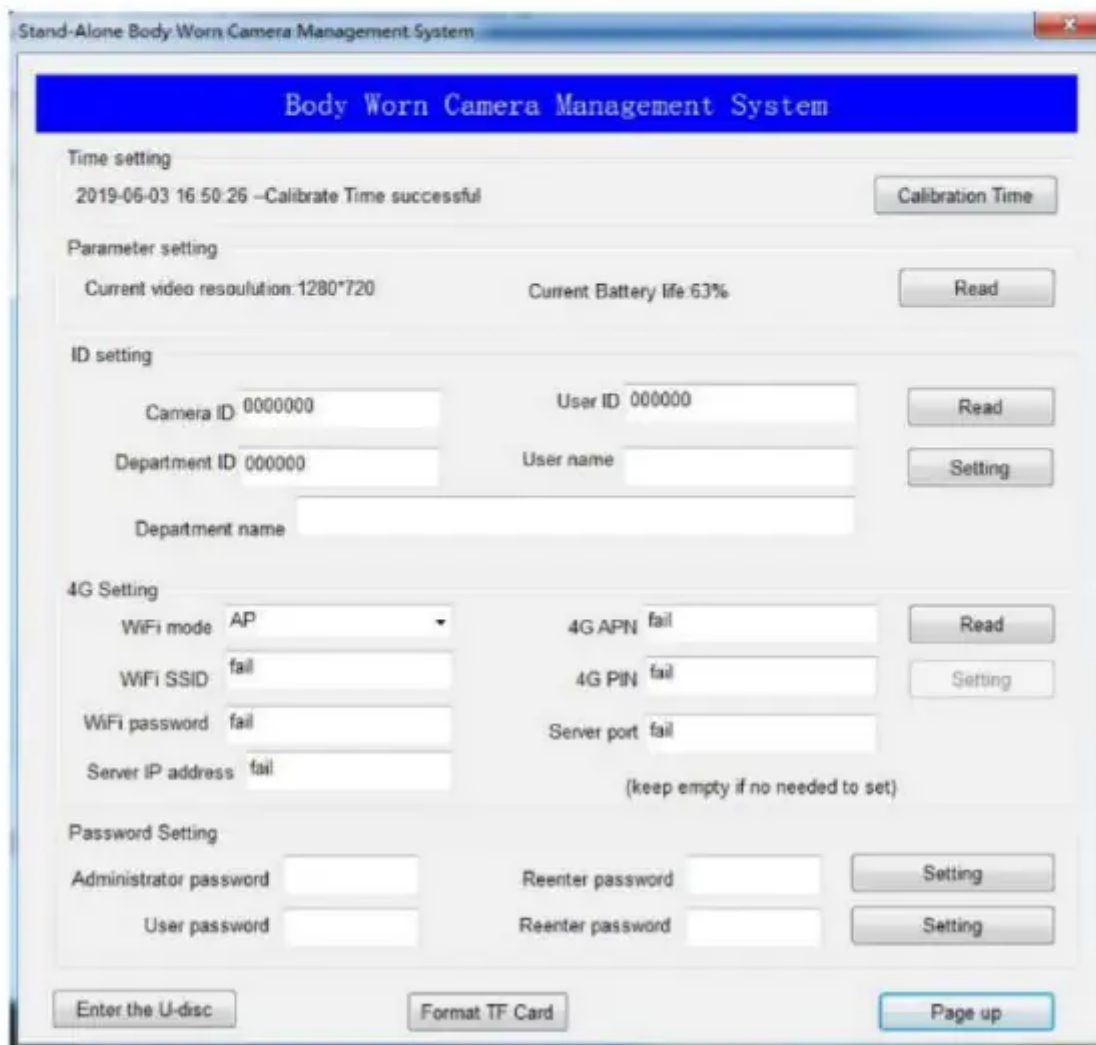 Stand-Alone Body Worn Camera Management System
Body Worn Camera Management System
Time setting
2019-06-03 16:50:26 --Calibrate Time successful
Calibration Time
Parameter setting
Current video resoulution:1280*720
Current Battery life:63%
Read
ID setting
Camera ID 0000000
User ID 000000
Read
Department ID 000000
User name
Setting
Department name
4G Setting
WiFi mode AP
4G APN fail
Read
WiFi SSID fail
4G PIN fail
Setting
WiFi password fail
Server port fail
Server IP address fail
(keep empty if no needed to set)
Password Setting
Administrator password
Reenter password
Setting
User password
Reenter password
Setting
Enter the U-disc
Format TF Card
Page up